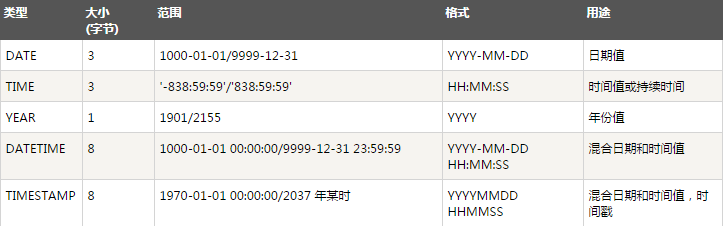 类型 大小 范围 格式 用途
(字节)
DATE 3 1000-01-01/9999-12-31 YYYY-MM-DD 日期值
TIME 3 '-838:59:59'/'838:59:59' HH:MM:SS 时间值或持续时间
YEAR 1 1901/2155 YYYY 年份值
DATETIME 8 1000-01-01 00:00:00/9999-12-31 23:59:59 YYYY-MM-DD 混合日期和时间值
HH:MM:SS
TIMESTAMP 8 1970-01-01 00:00:00/2037 年某时 YYYYMMDD 混合日期和时间值，时
HHMMSS 间戳